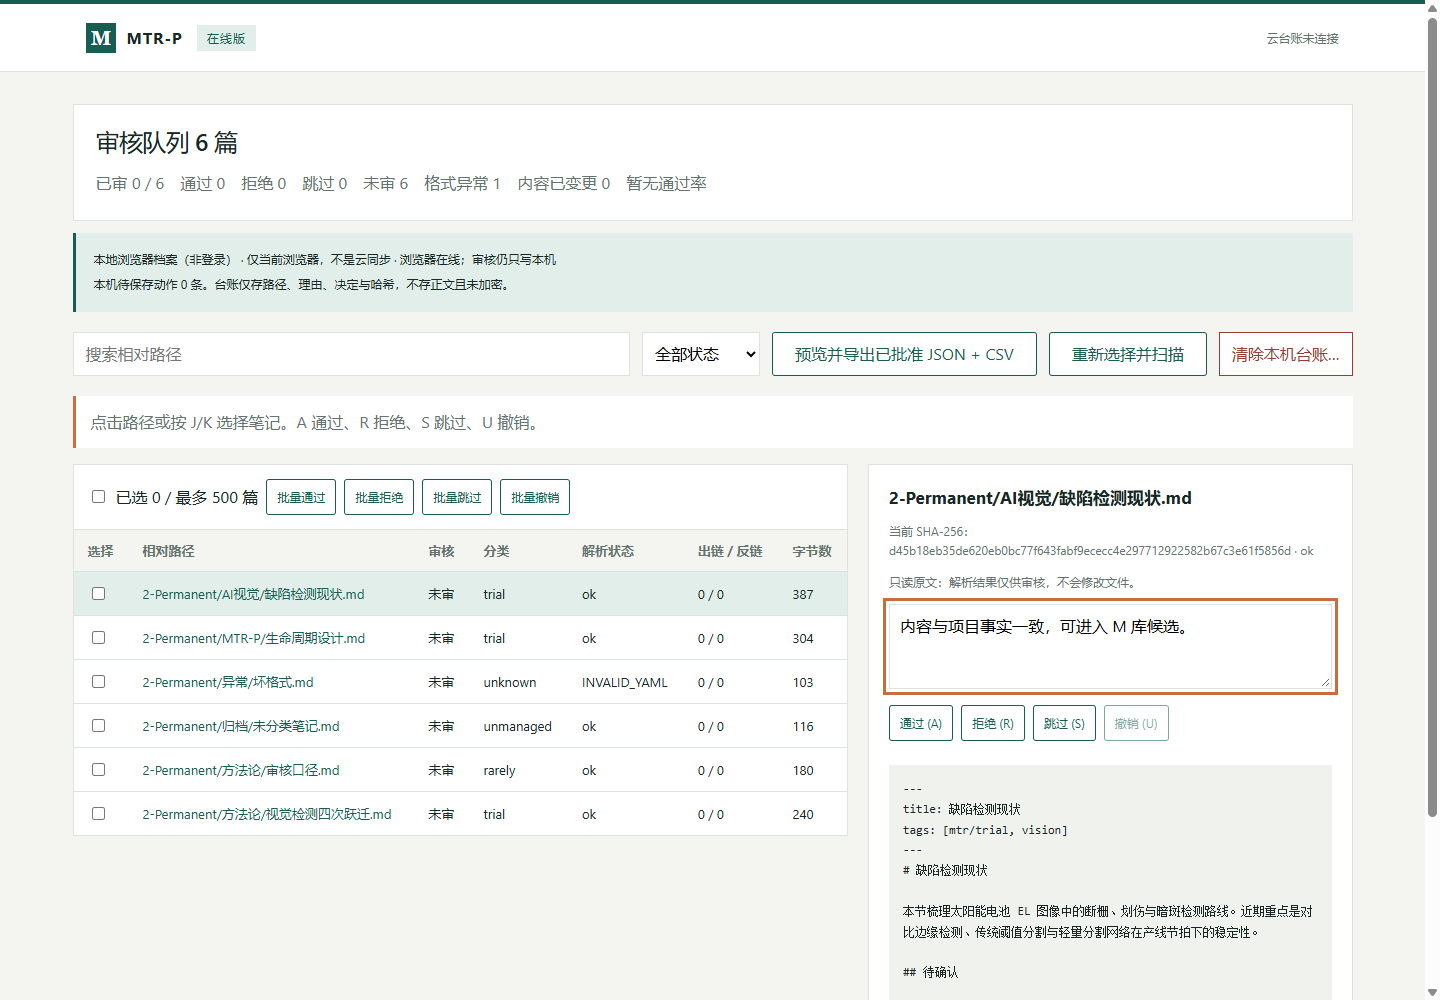 M MTR-P 在线版 云台账未连接
审核队列 6 篇
已审 0 / 6 通过 0 拒绝 0 跳过 0 未审 6 格式异常 1 内容已变更 0 暂无通过率
本地浏览器档案（非登录） · 仅当前浏览器，不是云同步 · 浏览器在线；审核仍只写本机
本机待保存动作 0 条。台账仅存路径、理由、决定与哈希，不存正文且未加密。
搜索相对路径 全部状态 预览并导出已批准 JSON + CSV 重新选择并扫描 清除本机台账…
点击路径或按 J/K 选择笔记。A 通过、R 拒绝、S 跳过、U 撤销。
已选 0 / 最多 500 篇 批量通过 批量拒绝 批量跳过 批量撤销
选择 相对路径 审核 分类 解析状态 出链 / 反链 字节数
2-Permanent/AI视觉/缺陷检测现状.md 未审 trial ok 0 / 0 387
2-Permanent/MTR-P/生命周期设计.md 未审 trial ok 0 / 0 304
2-Permanent/异常/坏格式.md 未审 unknown INVALID_YAML 0 / 0 103
2-Permanent/归档/未分类笔记.md 未审 unmanaged ok 0 / 0 116
2-Permanent/方法论/审核口径.md 未审 rarely ok 0 / 0 180
2-Permanent/方法论/视觉检测四次跃迁.md 未审 trial ok 0 / 0 240
2-Permanent/AI视觉/缺陷检测现状.md
当前 SHA-256：
d45b18eb35de620eb0bc77f643fabf9ececc4e297712922582b67c3e61f5856d · ok
只读原文：解析结果仅供审核，不会修改文件。
内容与项目事实一致，可进入 M 库候选。
通过 (A) 拒绝 (R) 跳过 (S) 撤销 (U)
---
title: 缺陷检测现状
tags: [mtr/trial, vision]
---
# 缺陷检测现状
本节梳理太阳能电池 EL 图像中的断栅、划伤与暗斑检测路线。近期重点是对
比边缘检测、传统阈值分割与轻量分割网络在产线节拍下的稳定性。
## 待确认